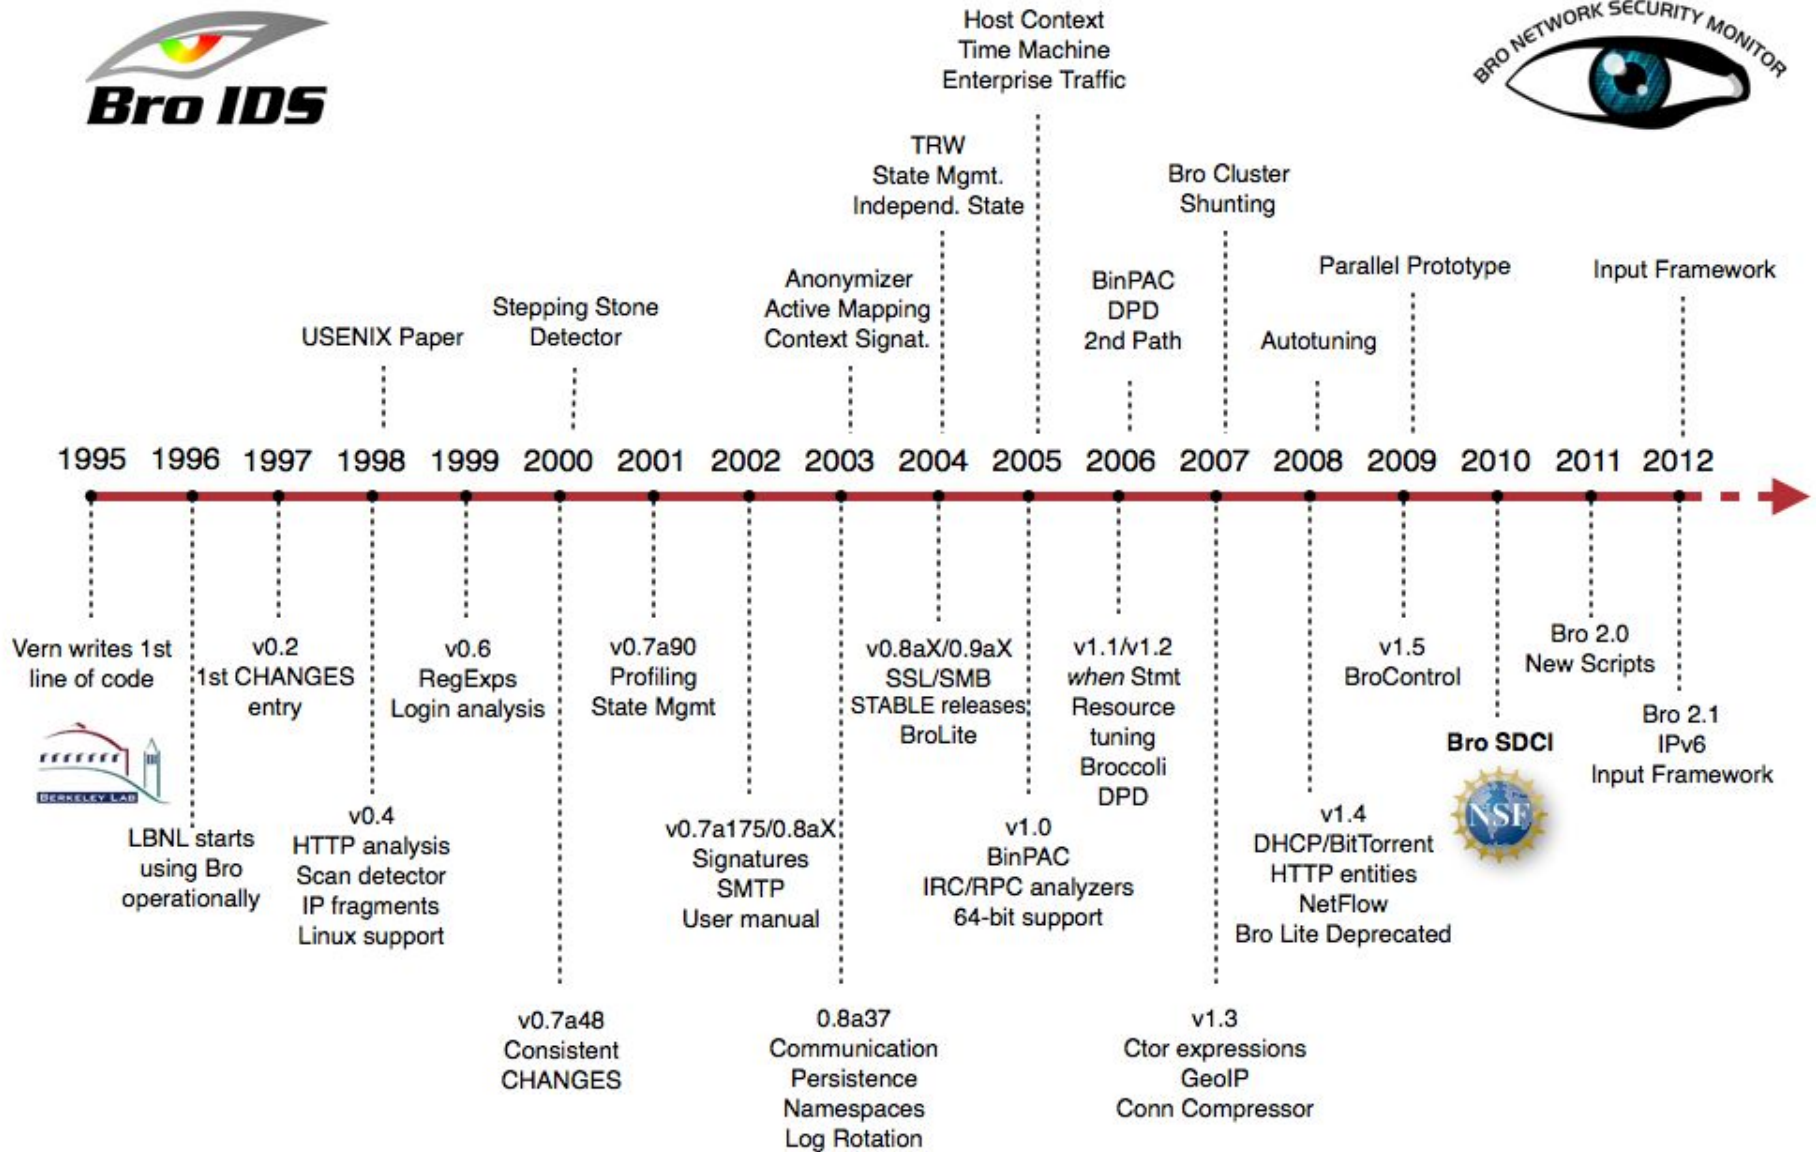 Bro IDS
BRO NETWORK SECURITY MONITOR
Host Context
Time Machine
Enterprise Traffic
TRW
State Mgmt.
Independ. State
Bro Cluster
Shunting
Anonymizer
Active Mapping
Context Signat.
BinPAC
DPD
2nd Path
Parallel Prototype
Input Framework
Stepping Stone
Detector
USENIX Paper
Autotuning
1995 1996 1997 1998 1999 2000 2001 2002 2003 2004 2005 2006 2007 2008 2009 2010 2011 2012
Vern writes 1st
line of code
BERKELEY LAB
LBNL starts
using Bro
operationally
v0.2
1st CHANGES
entry
v0.4
HTTP analysis
Scan detector
IP fragments
Linux support
v0.6
RegExps
Login analysis
v0.7a48
Consistent
CHANGES
v0.7a90
Profiling
State Mgmt
v0.7a175/0.8aX
Signatures
SMTP
User manual
0.8a37
Communication
Persistence
Namespaces
Log Rotation
v0.8aX/0.9aX
SSL/SMB
STABLE releases
BroLite
v1.0
BinPAC
IRC/RPC analyzers
64-bit support
v1.1/v1.2
when Stmt
Resource
tuning
Broccoli
DPD
v1.3
Ctor expressions
GeoIP
Conn Compressor
v1.4
DHCP/BitTorrent
HTTP entities
NetFlow
Bro Lite Deprecated
v1.5
BroControl
Bro SDCI
NSF
Bro 2.0
New Scripts
Bro 2.1
IPv6
Input Framework